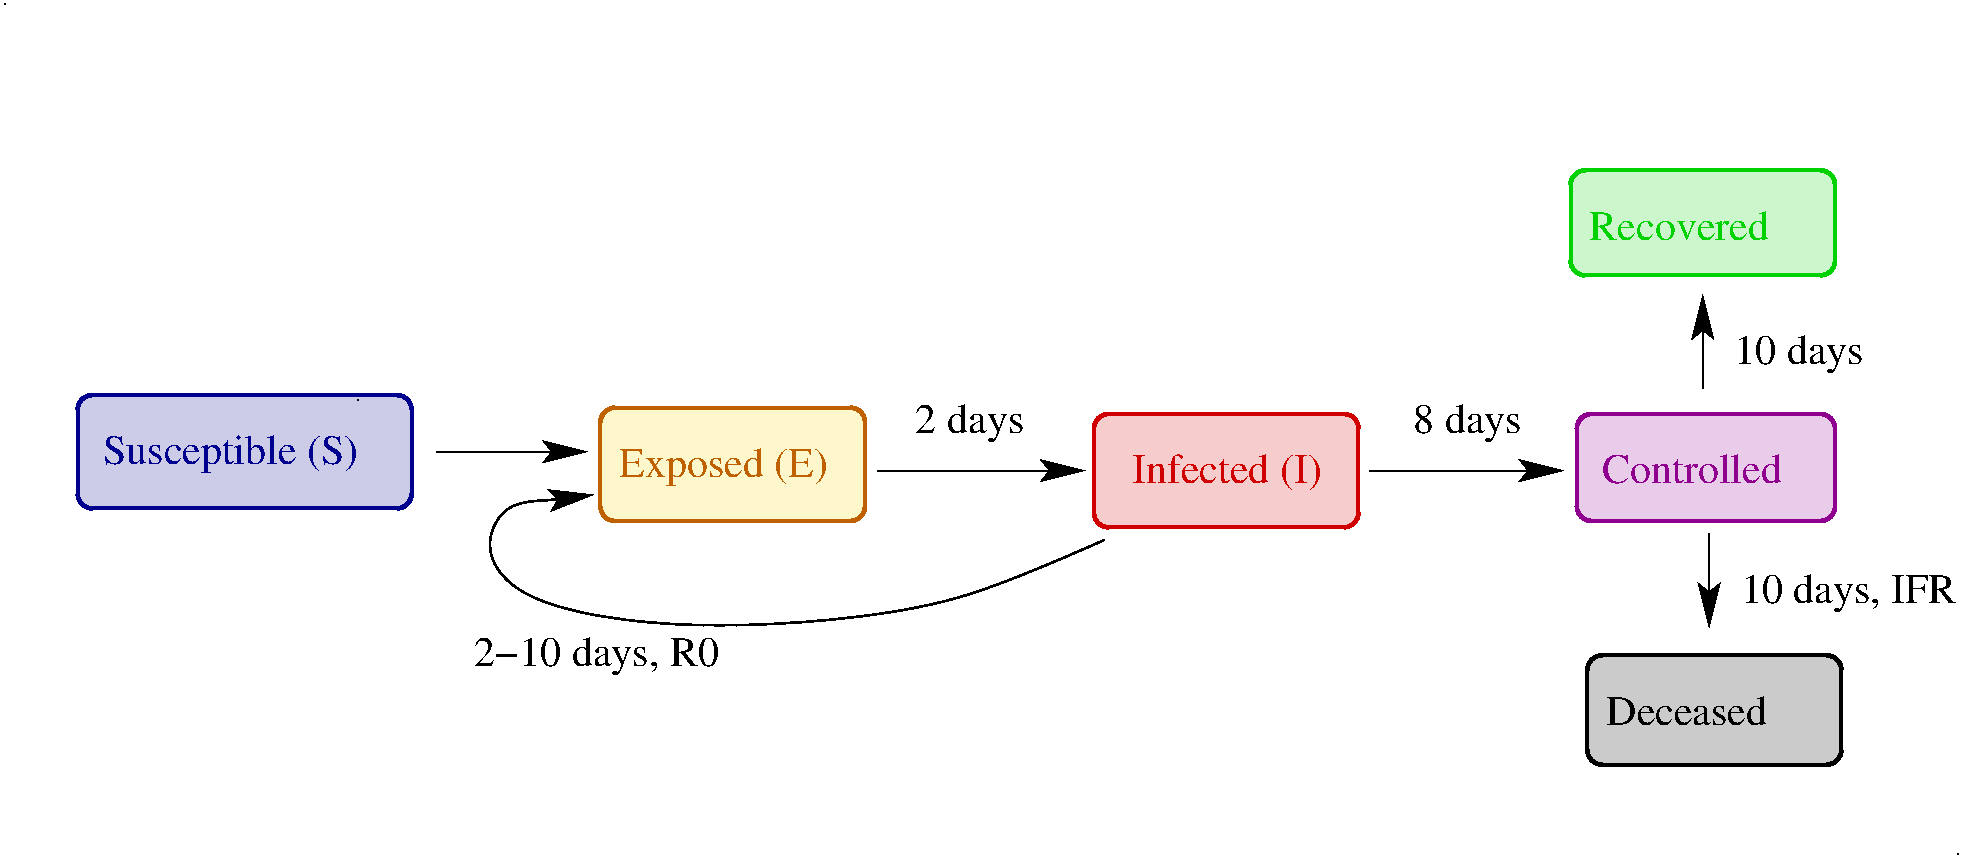 Recovered
10 days
Susceptible (S)
Exposed (E)
2 days
Infected (I)
8 days
Controlled
10 days, IFR
2–10 days, R0
Deceased